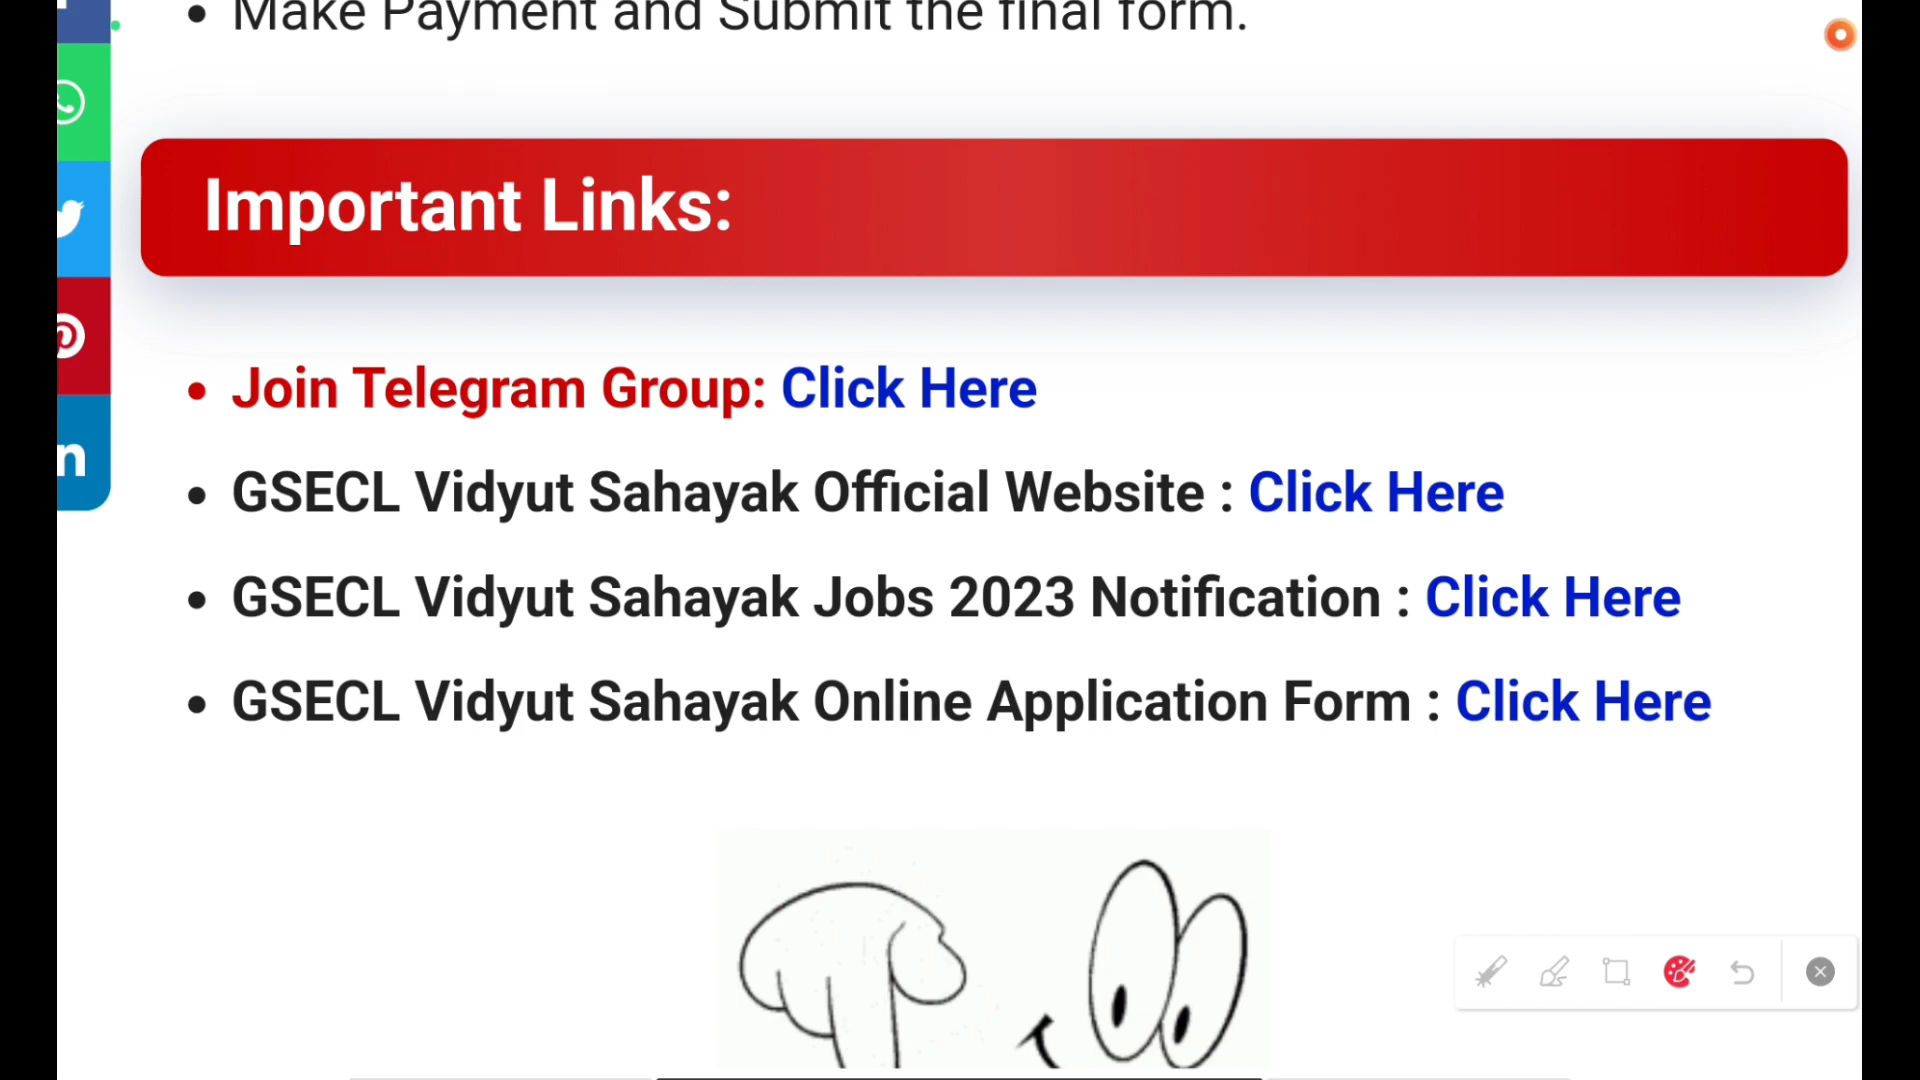 Make Payment and Submit the final form.
Important Links:
Join Telegram Group: Click Here
GSECL Vidyut Sahayak Official Website : Click Here
GSECL Vidyut Sahayak Jobs 2023 Notification : Click Here
GSECL Vidyut Sahayak Online Application Form : Click Here